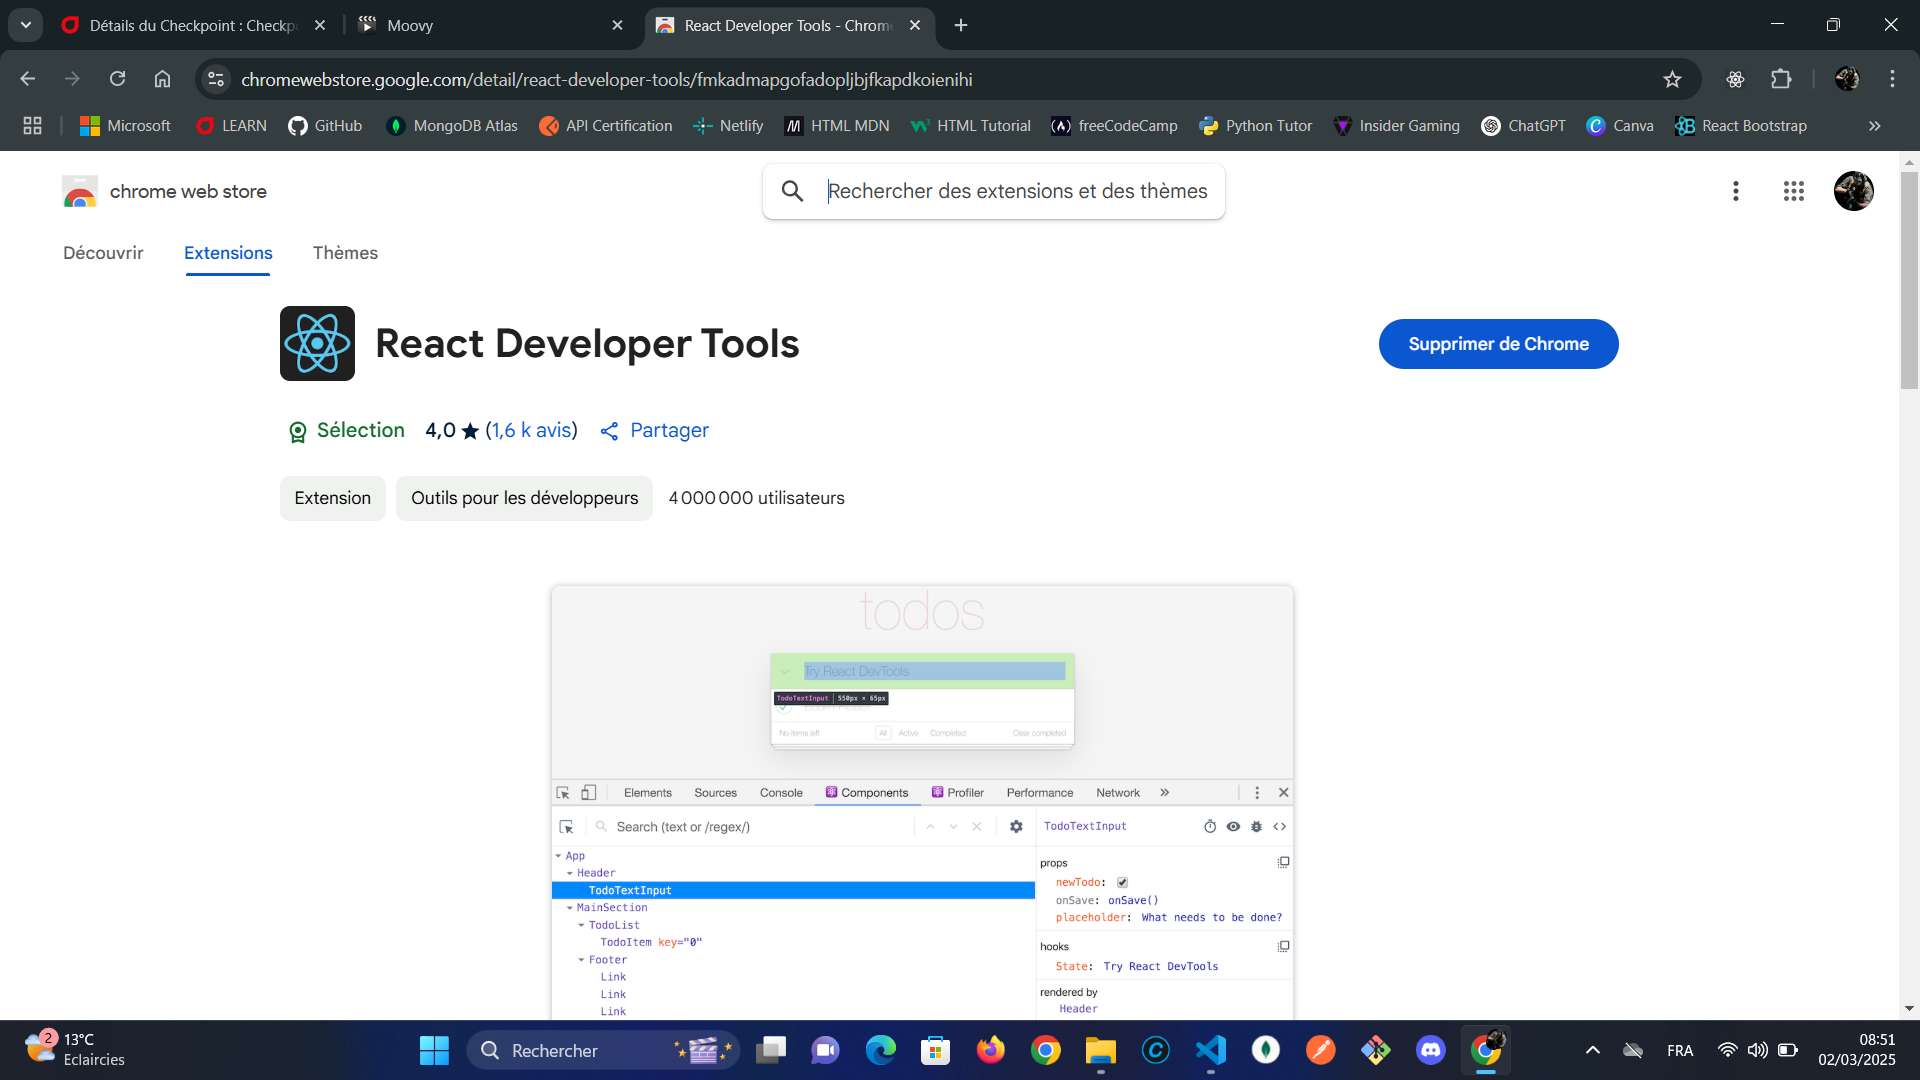 Détails du Checkpoint : Checkp
Moovy
React Developer Tools - Chrome
chromewebstore.google.com/detail/react-developer-tools/fmkadmapgofadopljbjfkapdkoienihi
Microsoft
LEARN
GitHub
MongoDB Atlas
API Certification
Netlify
HTML MDN
HTML Tutorial
freeCodeCamp
Python Tutor
Insider Gaming
ChatGPT
Canva
React Bootstrap
chrome web store
Rechercher des extensions et des thèmes
Découvrir
Extensions
Thèmes
React Developer Tools
Supprimer de Chrome
Sélection
4,0 ★ (1,6 k avis)
Partager
Extension
Outils pour les développeurs
4 000 000 utilisateurs
todos
Try React DevTools
TodoTextInput | 550px × 65px
No items left
All
Active
Completed
Clear completed
Elements
Sources
Console
Components
Profiler
Performance
Network
Search (text or /regex/)
TodoTextInput
App
Header
TodoTextInput
MainSection
TodoList
TodoItem key="0"
Footer
Link
Link
Link
props
newTodo:
onSave: onSave()
placeholder: What needs to be done?
hooks
State: Try React DevTools
rendered by
Header
2
13°C
Eclaircies
Rechercher
FRA
08:51
02/03/2025